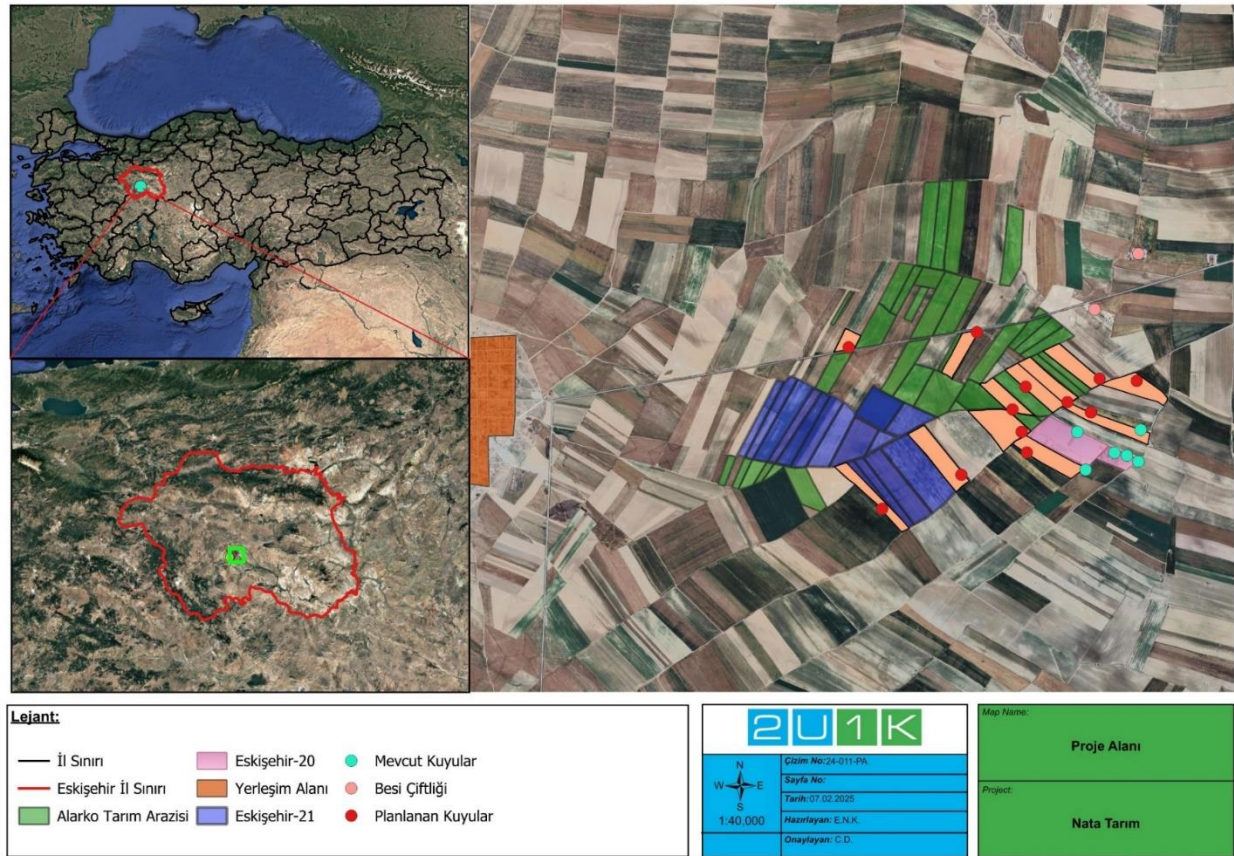 Lejant:
İl Sınırı
Eskişehir İl Sınırı
Alarko Tarım Arazisi
Eskişehir-20
Yerleşim Alanı
Eskişehir-21
Mevcut Kuyular
Besi Çiftliği
Planlanan Kuyular
2U1K
N
W E
S
1:40,000
Çizim No:24-011-PA
Sayfa No:
Tarih:07.02.2025
Hazırlayan: E.N.K.
Onaylayan: C.D.
Map Name:
Proje Alanı
Project:
Nata Tarım